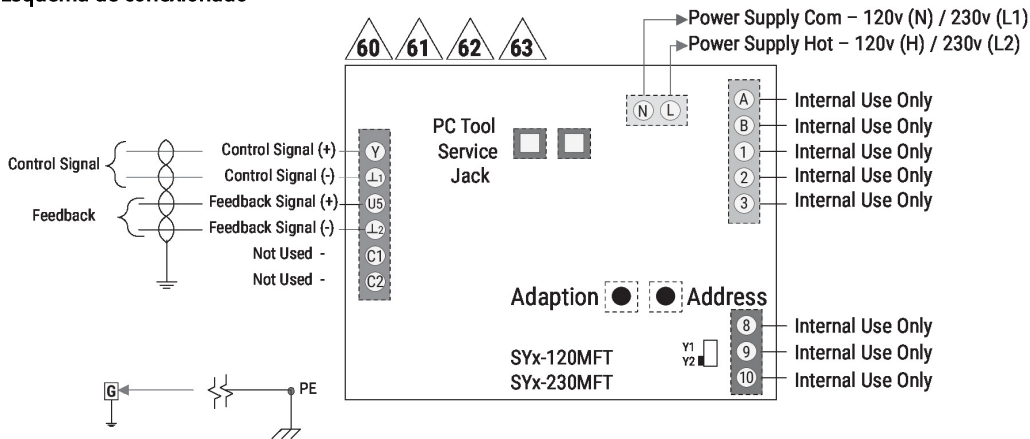 Esquema de conexionado
Power Supply Com – 120v (N) / 230v (L1)
Power Supply Hot – 120v (H) / 230v (L2)
60 61 62 63
N L
A Internal Use Only
B Internal Use Only
1 Internal Use Only
2 Internal Use Only
3 Internal Use Only
PC Tool
Service
Jack
Control Signal
Feedback
Control Signal (+) Y
Control Signal (-) ⊥1
Feedback Signal (+) U5
Feedback Signal (-) ⊥2
Not Used - C1
Not Used - C2
Adaption Address
SYx-120MFT
SYx-230MFT
Y1
Y2
8 Internal Use Only
9 Internal Use Only
10 Internal Use Only
G PE